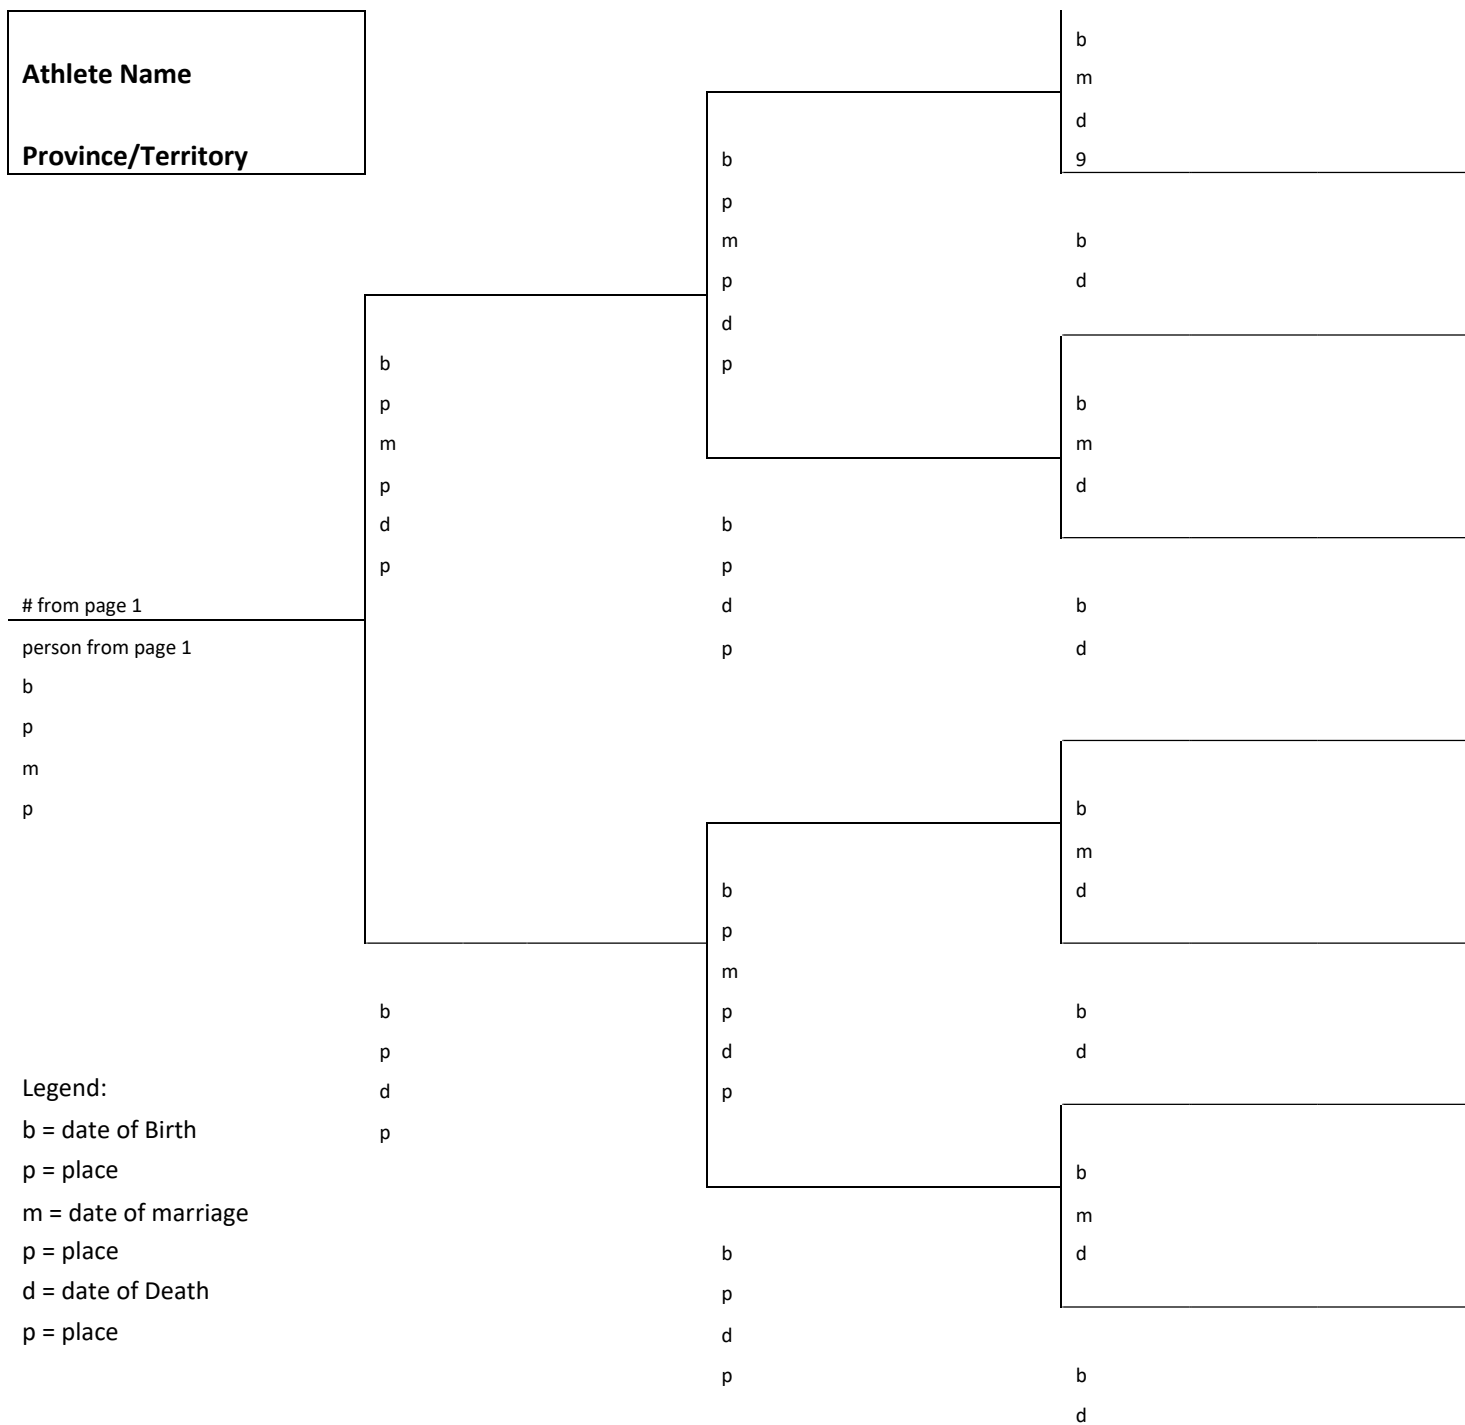 Athlete Name
Province/Territory
# from page 1
person from page 1
b
p
m
p
Legend:
b = date of Birth
p = place
m = date of marriage
p = place
d = date of Death
p = place
b
p
m
p
d
p
b
p
d
p
b
p
m
p
d
p
b
p
d
p
b
p
m
p
d
p
b
p
d
p
b
m
d
9
b
d
b
m
d
b
d
b
m
d
b
d
b
m
d
b
d